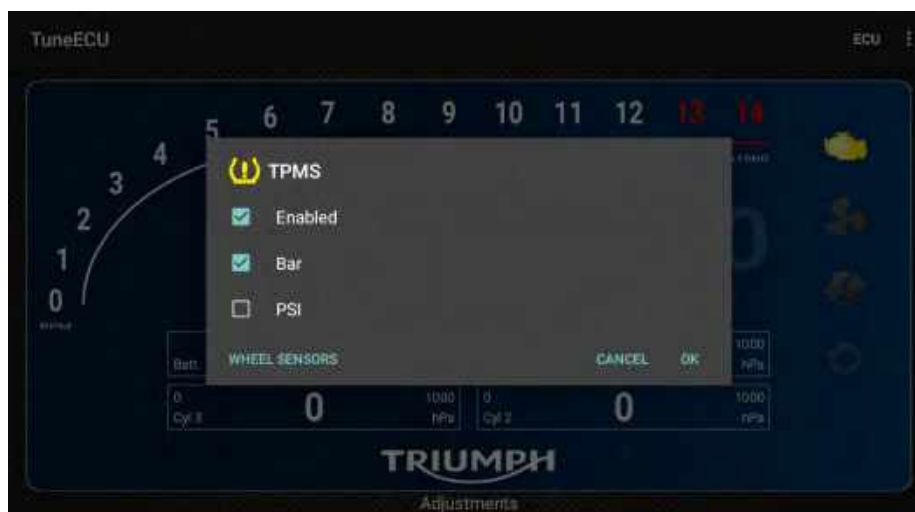 TuneECU
ECU
0 1 2 3 4 5 6 7 8 9 10 11 12 13 14
TPMS
Enabled
Bar
PSI
WHEEL SENSORS
CANCEL
OK
Batt.
1000
hPa
0
Cyl 3
0
1000
hPa
0
Cyl 2
0
1000
hPa
TRIUMPH
Adjustments